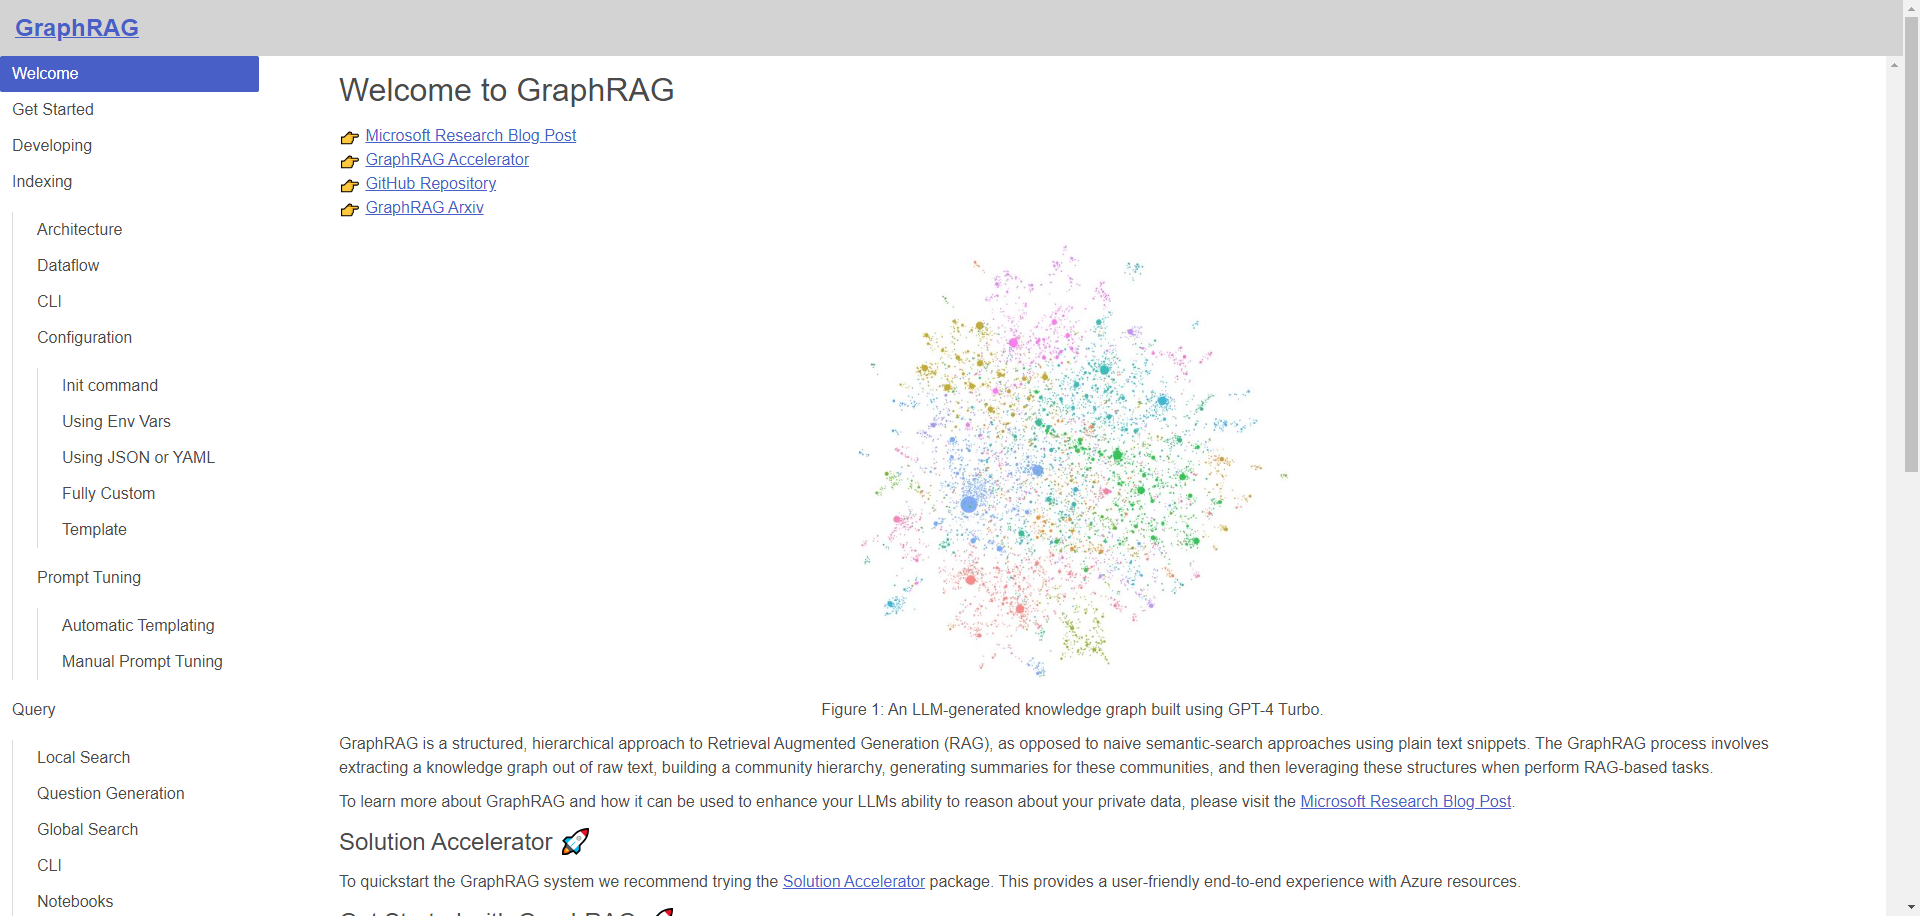 GraphRAG
Welcome
Get Started
Developing
Indexing
Architecture
Dataflow
CLI
Configuration
Init command
Using Env Vars
Using JSON or YAML
Fully Custom
Template
Prompt Tuning
Automatic Templating
Manual Prompt Tuning
Query
Local Search
Question Generation
Global Search
CLI
Notebooks
Welcome to GraphRAG
👉 Microsoft Research Blog Post
👉 GraphRAG Accelerator
👉 GitHub Repository
👉 GraphRAG Arxiv
Figure 1: An LLM-generated knowledge graph built using GPT-4 Turbo.
GraphRAG is a structured, hierarchical approach to Retrieval Augmented Generation (RAG), as opposed to naive semantic-search approaches using plain text snippets. The GraphRAG process involves
extracting a knowledge graph out of raw text, building a community hierarchy, generating summaries for these communities, and then leveraging these structures when perform RAG-based tasks.
To learn more about GraphRAG and how it can be used to enhance your LLMs ability to reason about your private data, please visit the Microsoft Research Blog Post.
Solution Accelerator 🚀
To quickstart the GraphRAG system we recommend trying the Solution Accelerator package. This provides a user-friendly end-to-end experience with Azure resources.
Get Started with GraphRAG 🚀